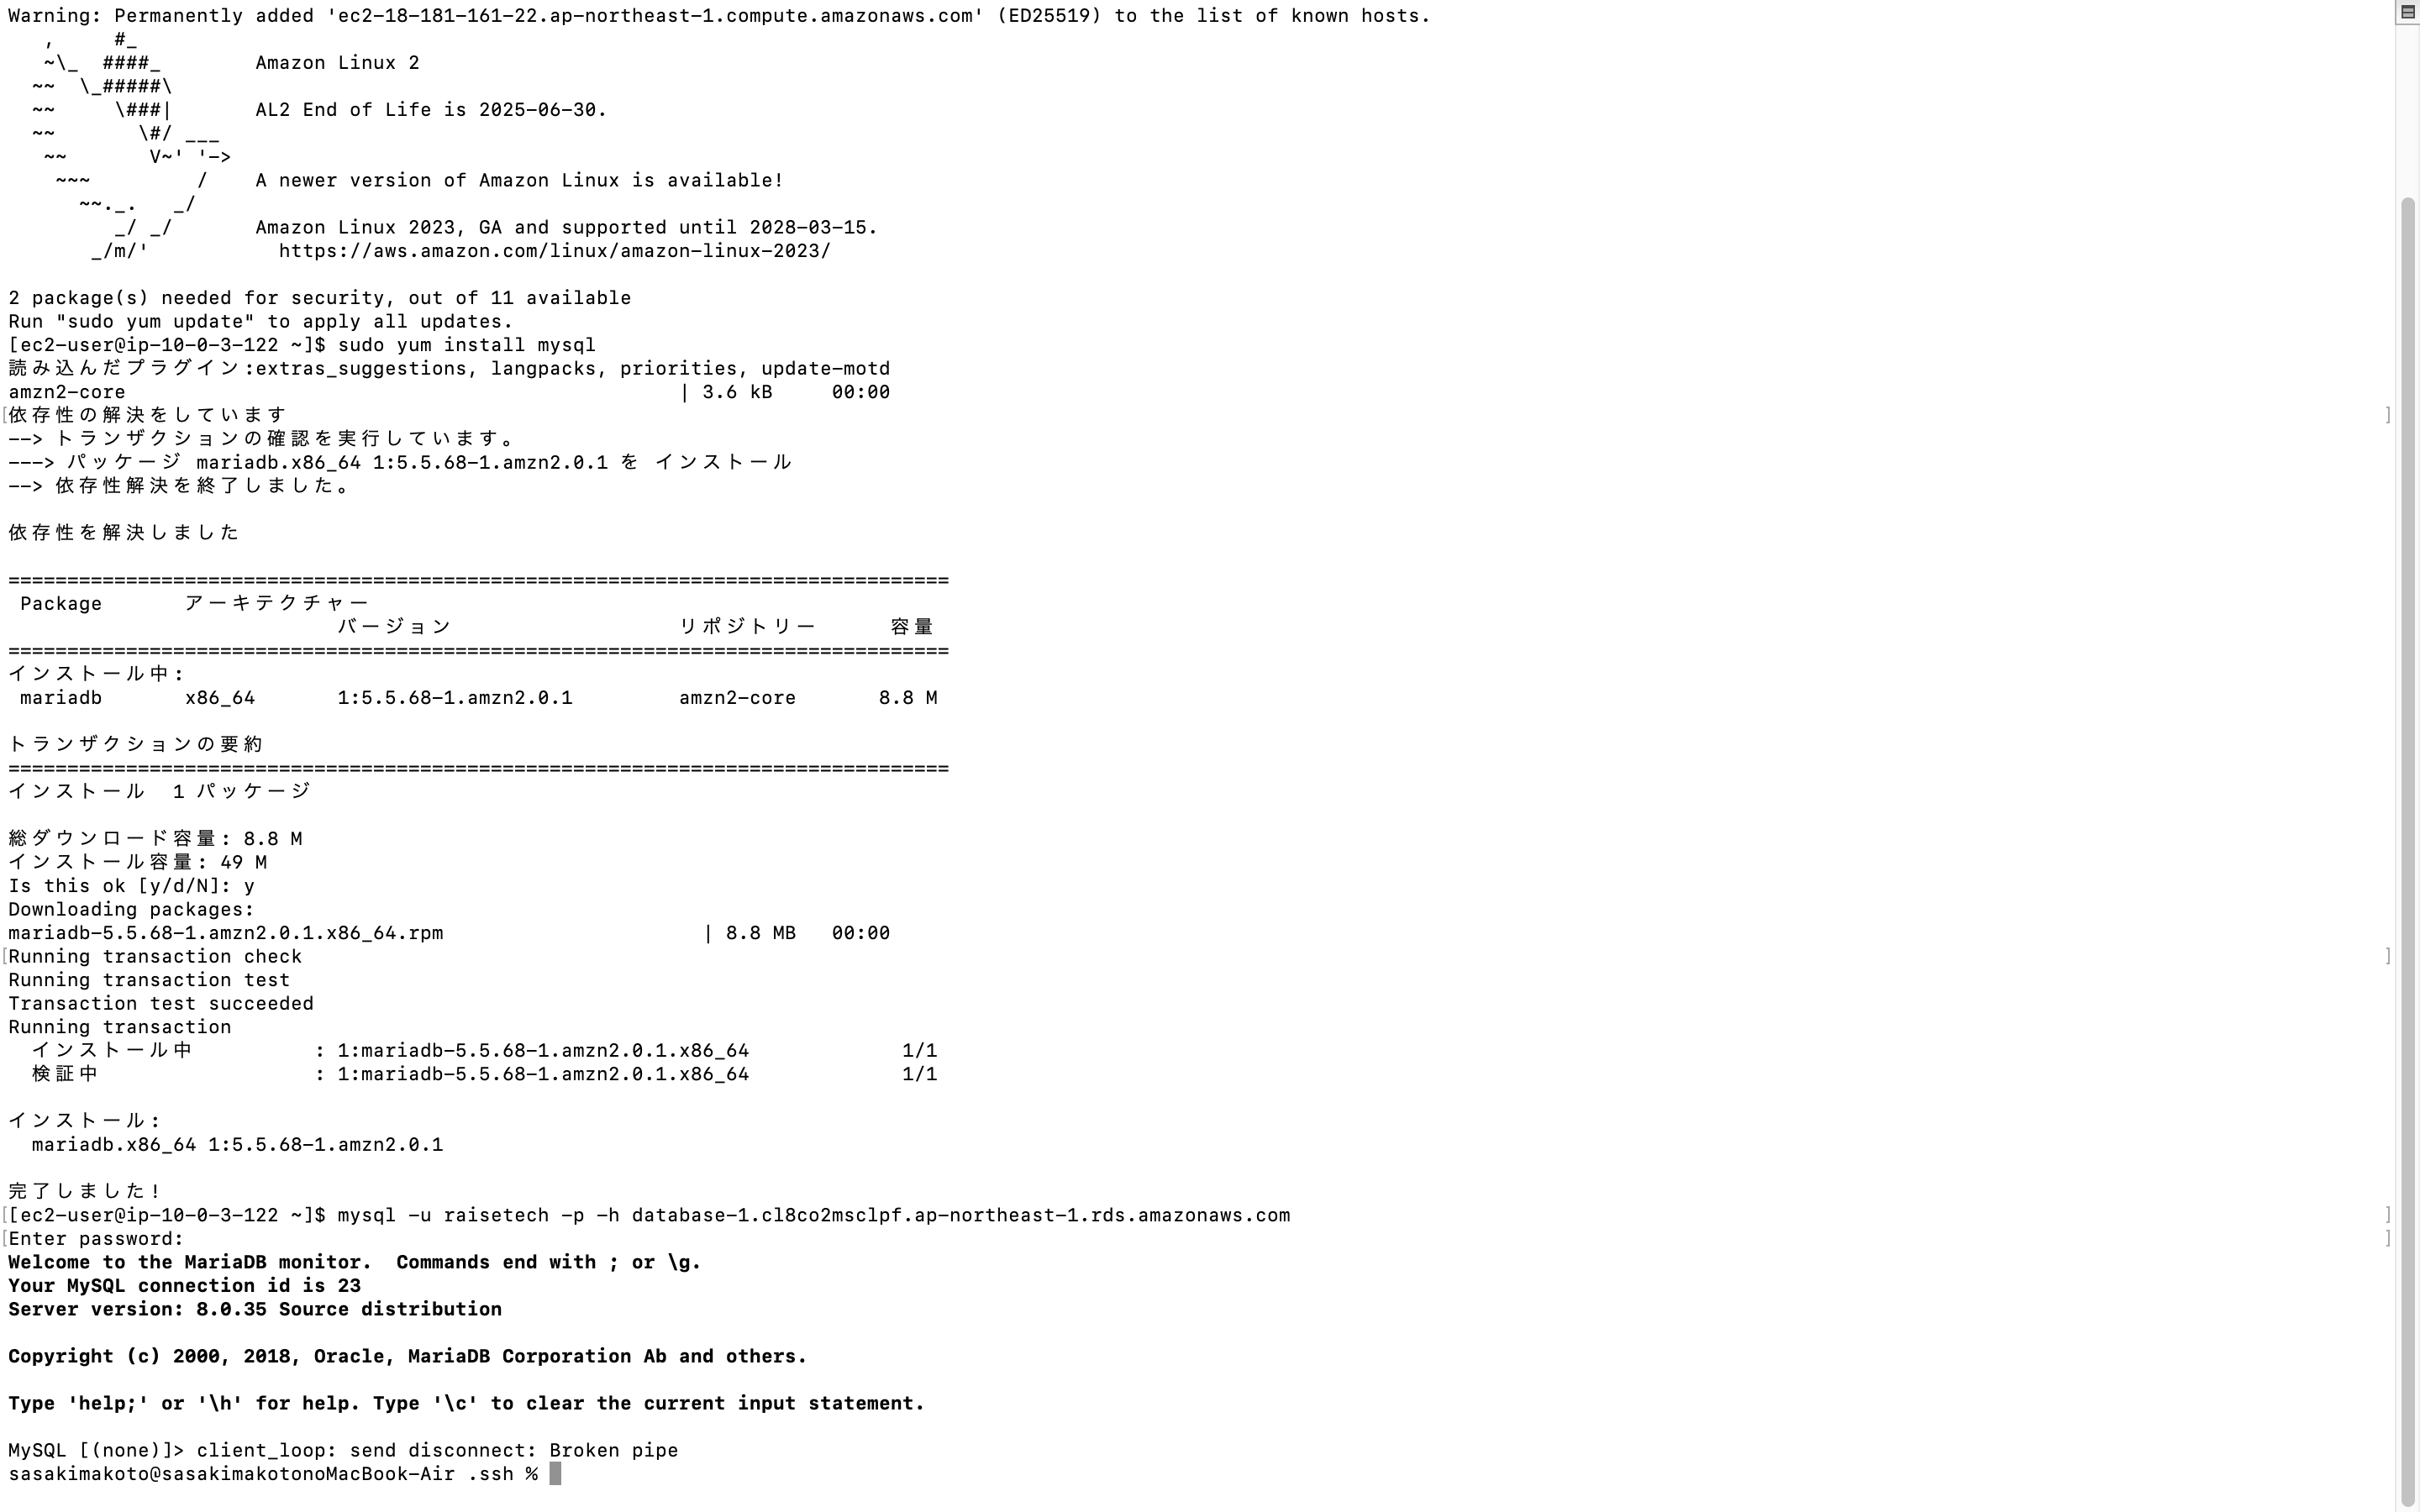 Warning: Permanently added 'ec2-18-181-161-22.ap-northeast-1.compute.amazonaws.com' (ED25519) to the list of known hosts.
   ,     #_
   ~\_  ####_        Amazon Linux 2
  ~~  \_#####\
  ~~     \###|       AL2 End of Life is 2025-06-30.
  ~~       \#/ ___
   ~~       V~' '->
    ~~~         /    A newer version of Amazon Linux is available!
      ~~._.   _/
         _/ _/       Amazon Linux 2023, GA and supported until 2028-03-15.
       _/m/'           https://aws.amazon.com/linux/amazon-linux-2023/
2 package(s) needed for security, out of 11 available
Run "sudo yum update" to apply all updates.
[ec2-user@ip-10-0-3-122 ~]$ sudo yum install mysql
読み込んだプラグイン:extras_suggestions, langpacks, priorities, update-motd
amzn2-core                                               | 3.6 kB     00:00
[依存性の解決をしています ]
--> トランザクションの確認を実行しています。
---> パッケージ mariadb.x86_64 1:5.5.68-1.amzn2.0.1 を インストール
--> 依存性解決を終了しました。
依存性を解決しました
================================================================================
 Package       アーキテクチャー
                            バージョン                    リポジトリー       容量
================================================================================
インストール中:
 mariadb       x86_64       1:5.5.68-1.amzn2.0.1         amzn2-core       8.8 M
トランザクションの要約
================================================================================
インストール  1 パッケージ
総ダウンロード容量: 8.8 M
インストール容量: 49 M
Is this ok [y/d/N]: y
Downloading packages:
mariadb-5.5.68-1.amzn2.0.1.x86_64.rpm                      | 8.8 MB   00:00
[Running transaction check ]
Running transaction test
Transaction test succeeded
Running transaction
  インストール中          : 1:mariadb-5.5.68-1.amzn2.0.1.x86_64             1/1
  検証中                  : 1:mariadb-5.5.68-1.amzn2.0.1.x86_64             1/1
インストール:
  mariadb.x86_64 1:5.5.68-1.amzn2.0.1
完了しました!
[[ec2-user@ip-10-0-3-122 ~]$ mysql -u raisetech -p -h database-1.cl8co2msclpf.ap-northeast-1.rds.amazonaws.com ]
[Enter password: ]
Welcome to the MariaDB monitor.  Commands end with ; or \g.
Your MySQL connection id is 23
Server version: 8.0.35 Source distribution
Copyright (c) 2000, 2018, Oracle, MariaDB Corporation Ab and others.
Type 'help;' or '\h' for help. Type '\c' to clear the current input statement.
MySQL [(none)]> client_loop: send disconnect: Broken pipe
sasakimakoto@sasakimakotonoMacBook-Air .ssh %